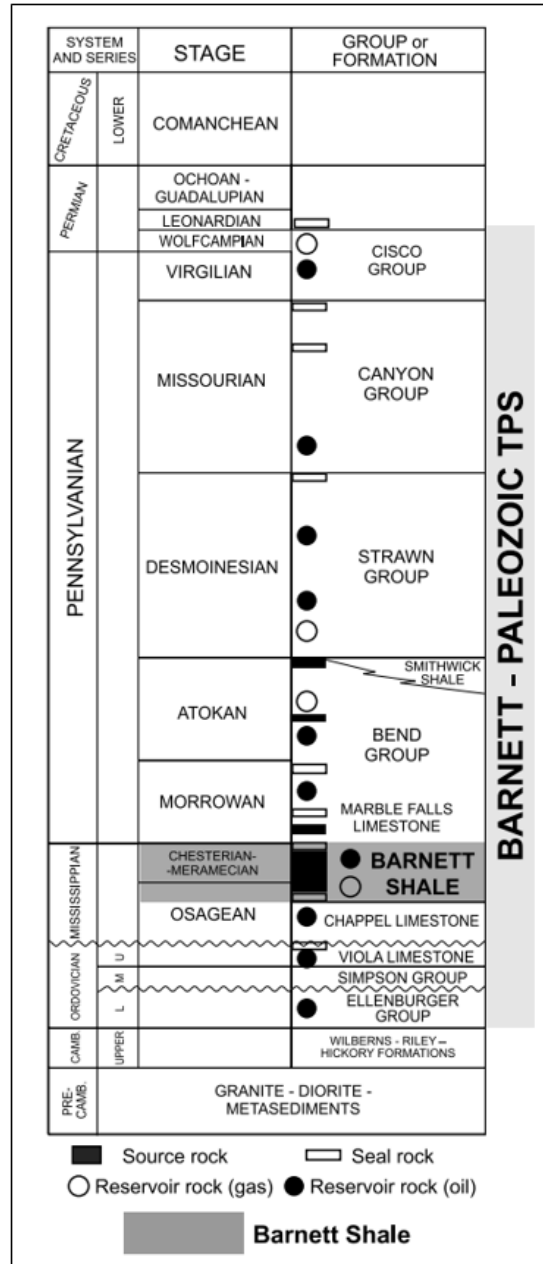 SYSTEM
AND SERIES
STAGE
GROUP or
FORMATION
CRETACEOUS
LOWER
COMANCHEAN
PERMIAN
OCHOAN -
GUADALUPIAN
LEONARDIAN
WOLFCAMPIAN
CISCO
GROUP
PENNSYLVANIAN
VIRGILIAN
MISSOURIAN
CANYON
GROUP
DESMOINESIAN
STRAWN
GROUP
SMITHWICK
SHALE
ATOKAN
BEND
GROUP
MORROWAN
MARBLE FALLS
LIMESTONE
MISSISSIPPIAN
CHESTERIAN-
-MERAMECIAN
BARNETT
SHALE
OSAGEAN
CHAPPEL LIMESTONE
ORDOVICIAN
U
VIOLA LIMESTONE
M
SIMPSON GROUP
L
ELLENBURGER
GROUP
CAMB.
UPPER
WILBERNS - RILEY –
HICKORY FORMATIONS
PRE-
CAMB.
GRANITE - DIORITE -
METASEDIMENTS
BARNETT - PALEOZOIC TPS
Source rock
Seal rock
Reservoir rock (gas)
Reservoir rock (oil)
Barnett Shale